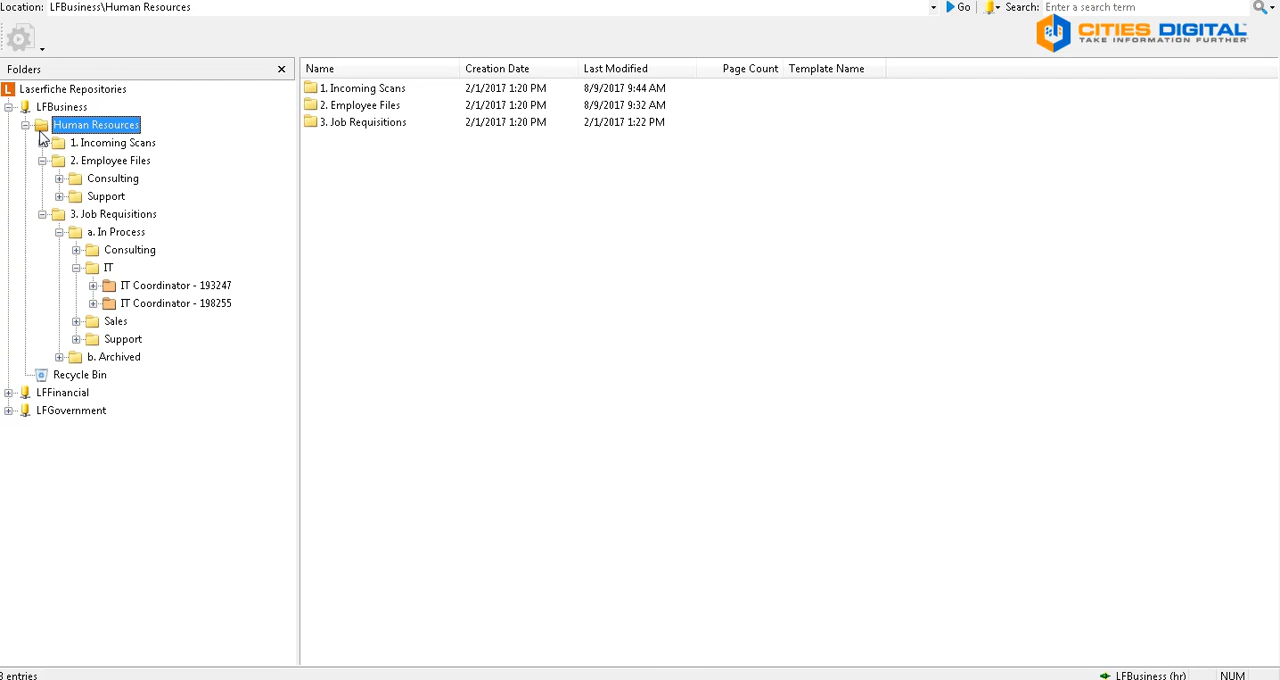 Location: LFBusiness\Human Resources Go Search: Enter a search term
CITIES DIGITAL
TAKE INFORMATION FURTHER
Folders
Laserfiche Repositories
LFBusiness
Human Resources
1. Incoming Scans
2. Employee Files
Consulting
Support
3. Job Requisitions
a. In Process
Consulting
IT
IT Coordinator - 193247
IT Coordinator - 198255
Sales
Support
b. Archived
Recycle Bin
LFFinancial
LFGovernment
Name Creation Date Last Modified Page Count Template Name
1. Incoming Scans 2/1/2017 1:20 PM 8/9/2017 9:44 AM
2. Employee Files 2/1/2017 1:20 PM 8/9/2017 9:32 AM
3. Job Requisitions 2/1/2017 1:20 PM 2/1/2017 1:22 PM
3 entries LFBusiness (hr) NUM